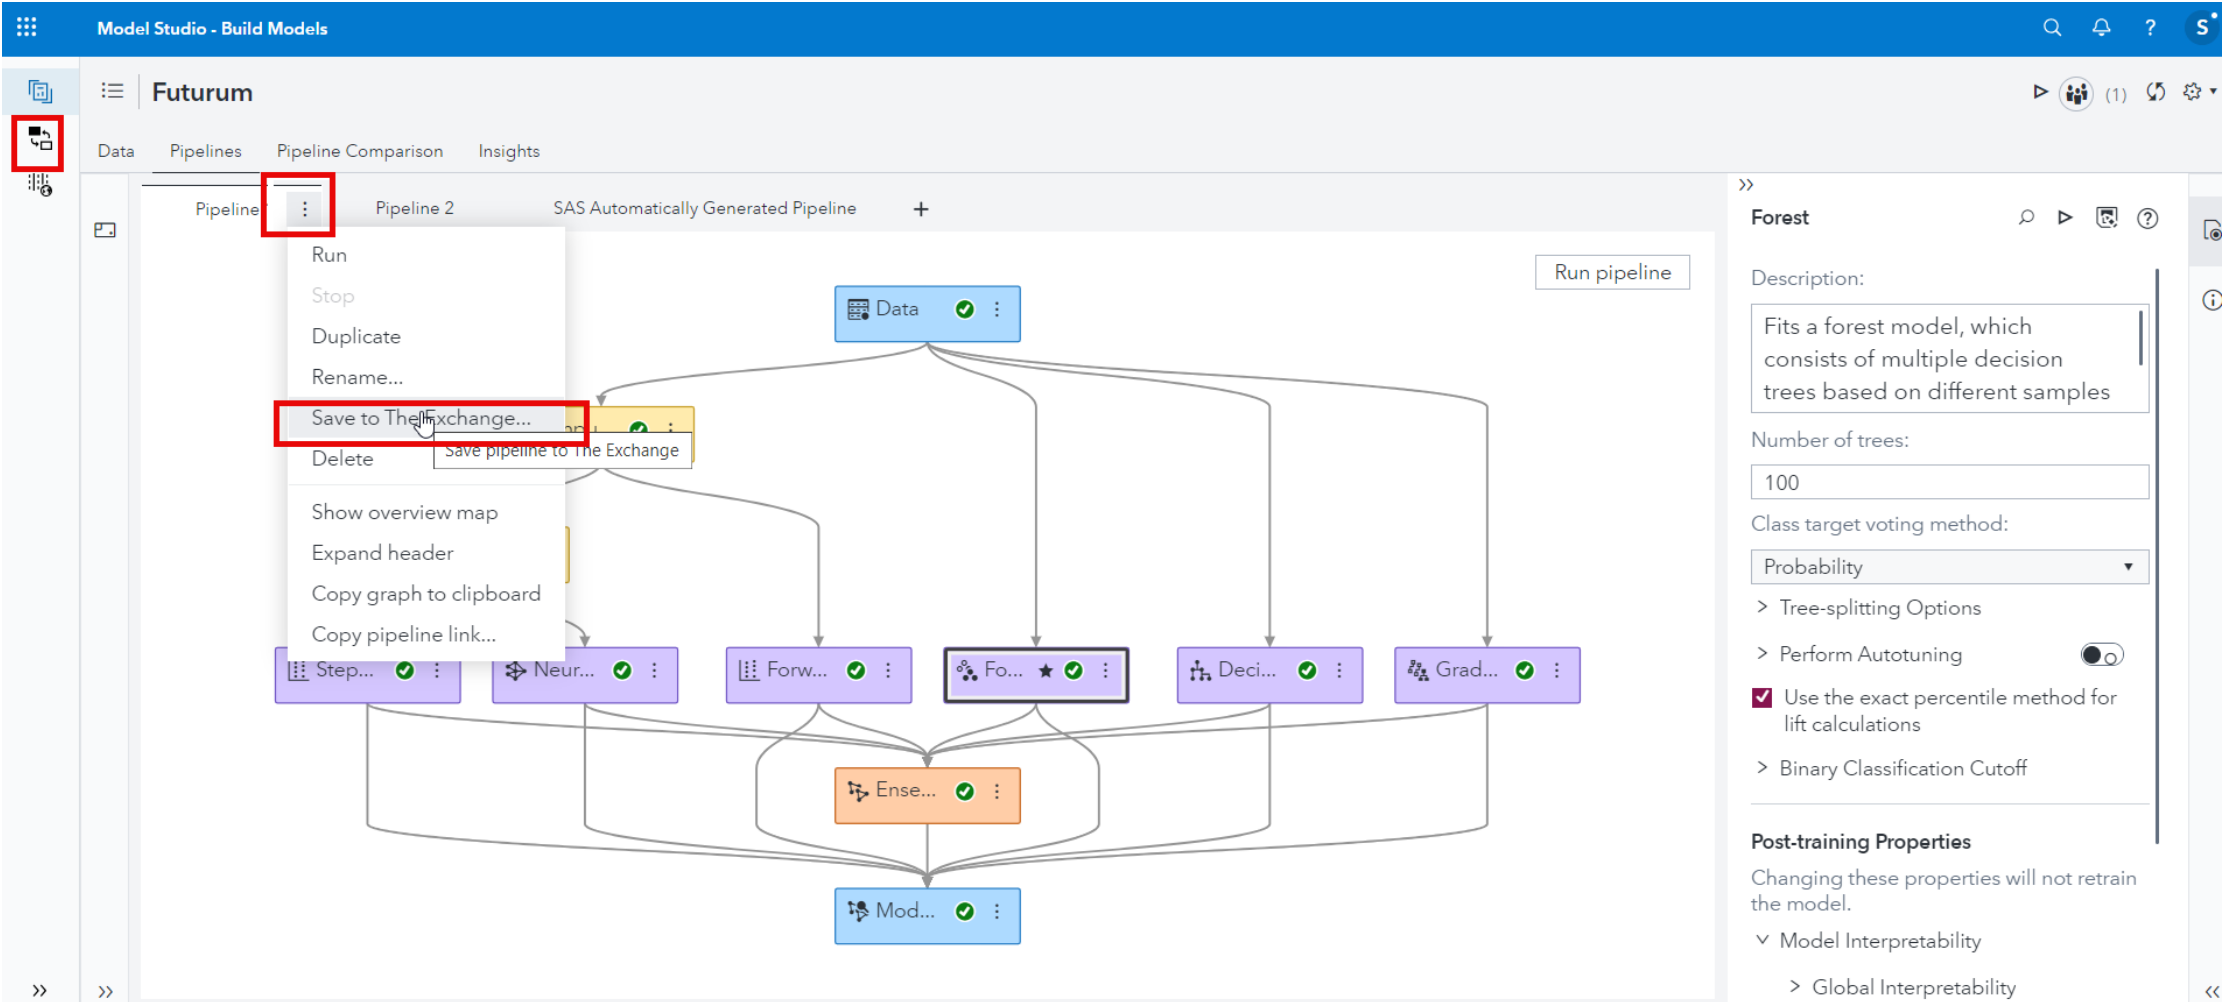 Model Studio - Build Models
?
S
Futurum
(1)
Data
Pipelines
Pipeline Comparison
Insights
Pipeline
Pipeline 2
SAS Automatically Generated Pipeline
+
Run
Stop
Duplicate
Rename...
Save to The Exchange...
Save pipeline to The Exchange
Delete
Show overview map
Expand header
Copy graph to clipboard
Copy pipeline link...
Run pipeline
Data
Step...
Neur...
Forw...
Fo...
Deci...
Grad...
Ense...
Mod...
Forest
Description:
Fits a forest model, which
consists of multiple decision
trees based on different samples
Number of trees:
100
Class target voting method:
Probability
Tree-splitting Options
Perform Autotuning
Use the exact percentile method for
lift calculations
Binary Classification Cutoff
Post-training Properties
Changing these properties will not retrain
the model.
Model Interpretability
Global Interpretability